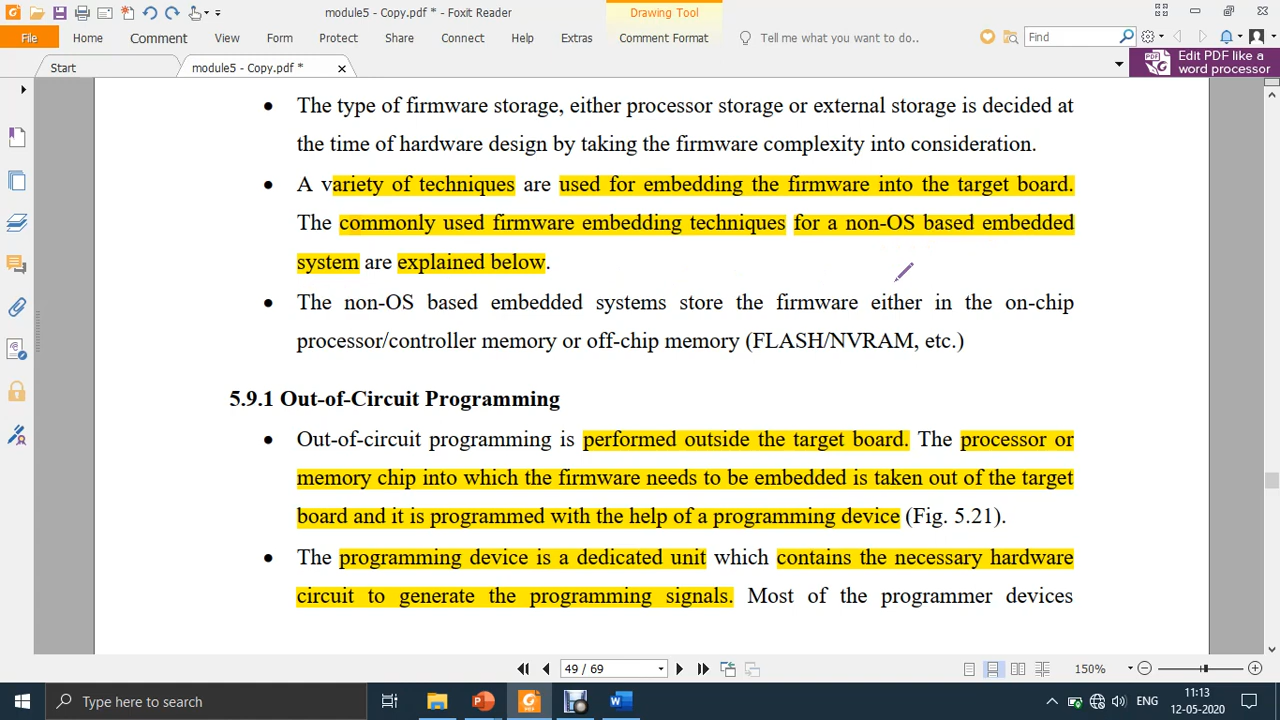 module5 - Copy.pdf * - Foxit Reader
Drawing Tool
File Home Comment View Form Protect Connect Help Extras Comment Format Tell me what you want to do.. Find
Start module5 - Copy.pdf * Edit PDF like a
word processor
• The type of firmware storage, either processor storage or external storage is decided at
the time of hardware design by taking the firmware complexity into consideration.
• A variety of techniques are used for embedding the firmware into the target board.
The commonly used firmware embedding techniques for a non-OS based embedded
system are explained below.
• The non-OS based embedded systems store the firmware either in the on-chip
processor/controller memory or off-chip memory (FLASH/NVRAM, etc.)
5.9.1 Out-of-Circuit Programming
• Out-of-circuit programming is performed outside the target board. The processor or
memory chip into which the firmware needs to be embedded is taken out of the target
board and it is programmed with the help of a programming device (Fig. 5.21).
• The programming device is a dedicated unit which contains the necessary hardware
circuit to generate the programming signals. Most of the programmer devices
49 / 69 150%
Type here to search ENG 11:13
12-05-2020